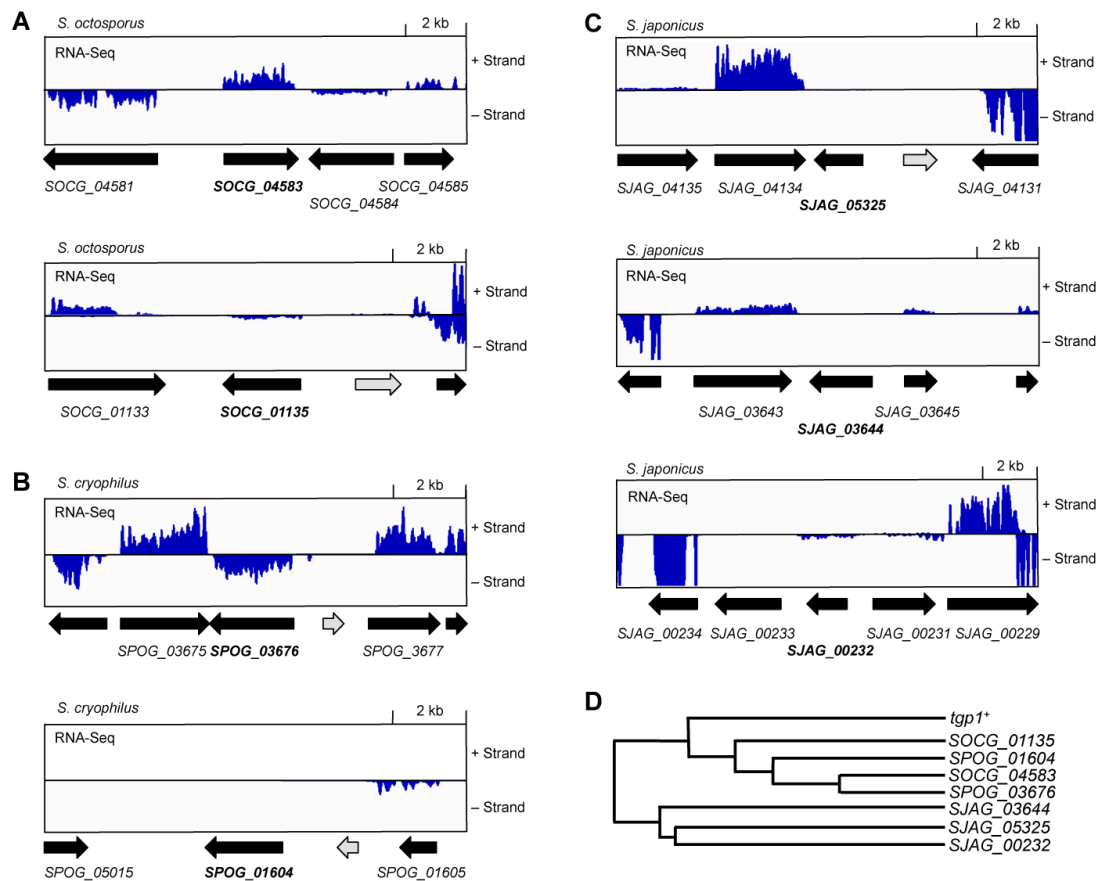 A
S. octosporus
2 kb
RNA-Seq
+ Strand
– Strand
SOCG_04581
SOCG_04583
SOCG_04585
SOCG_04584
S. octosporus
2 kb
RNA-Seq
+ Strand
– Strand
SOCG_01133
SOCG_01135
B
S. cryophilus
2 kb
RNA-Seq
+ Strand
– Strand
SPOG_03675
SPOG_03676
SPOG_3677
S. cryophilus
2 kb
RNA-Seq
+ Strand
– Strand
SPOG_05015
SPOG_01604
SPOG_01605
C
S. japonicus
2 kb
RNA-Seq
+ Strand
– Strand
SJAG_04135
SJAG_04134
SJAG_04131
SJAG_05325
S. japonicus
2 kb
RNA-Seq
+ Strand
– Strand
SJAG_03643
SJAG_03645
SJAG_03644
S. japonicus
2 kb
RNA-Seq
+ Strand
– Strand
SJAG_00234
SJAG_00233
SJAG_00231
SJAG_00229
SJAG_00232
D
tgp1⁺
SOCG_01135
SPOG_01604
SOCG_04583
SPOG_03676
SJAG_03644
SJAG_05325
SJAG_00232